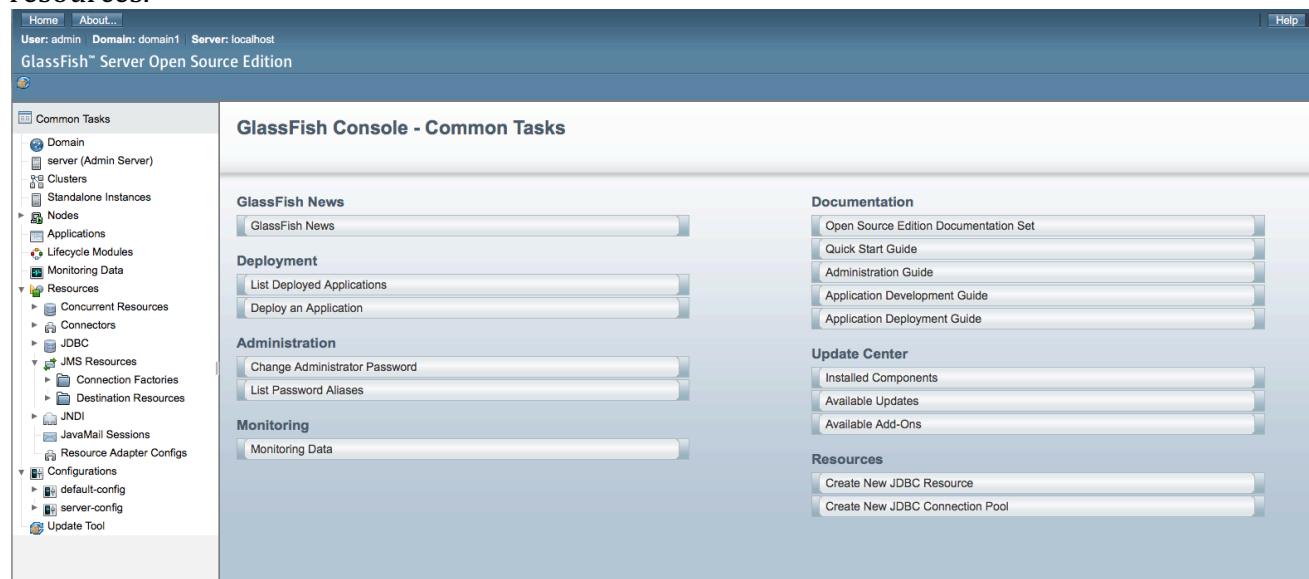 resources.
Home About... Help
User: admin Domain: domain1 Server: localhost
GlassFish™ Server Open Source Edition
Common Tasks
Domain
server (Admin Server)
Clusters
Standalone Instances
Nodes
Applications
Lifecycle Modules
Monitoring Data
Resources
Concurrent Resources
Connectors
JDBC
JMS Resources
Connection Factories
Destination Resources
JNDI
JavaMail Sessions
Resource Adapter Configs
Configurations
default-config
server-config
Update Tool
GlassFish Console - Common Tasks
GlassFish News
GlassFish News
Deployment
List Deployed Applications
Deploy an Application
Administration
Change Administrator Password
List Password Aliases
Monitoring
Monitoring Data
Documentation
Open Source Edition Documentation Set
Quick Start Guide
Administration Guide
Application Development Guide
Application Deployment Guide
Update Center
Installed Components
Available Updates
Available Add-Ons
Resources
Create New JDBC Resource
Create New JDBC Connection Pool